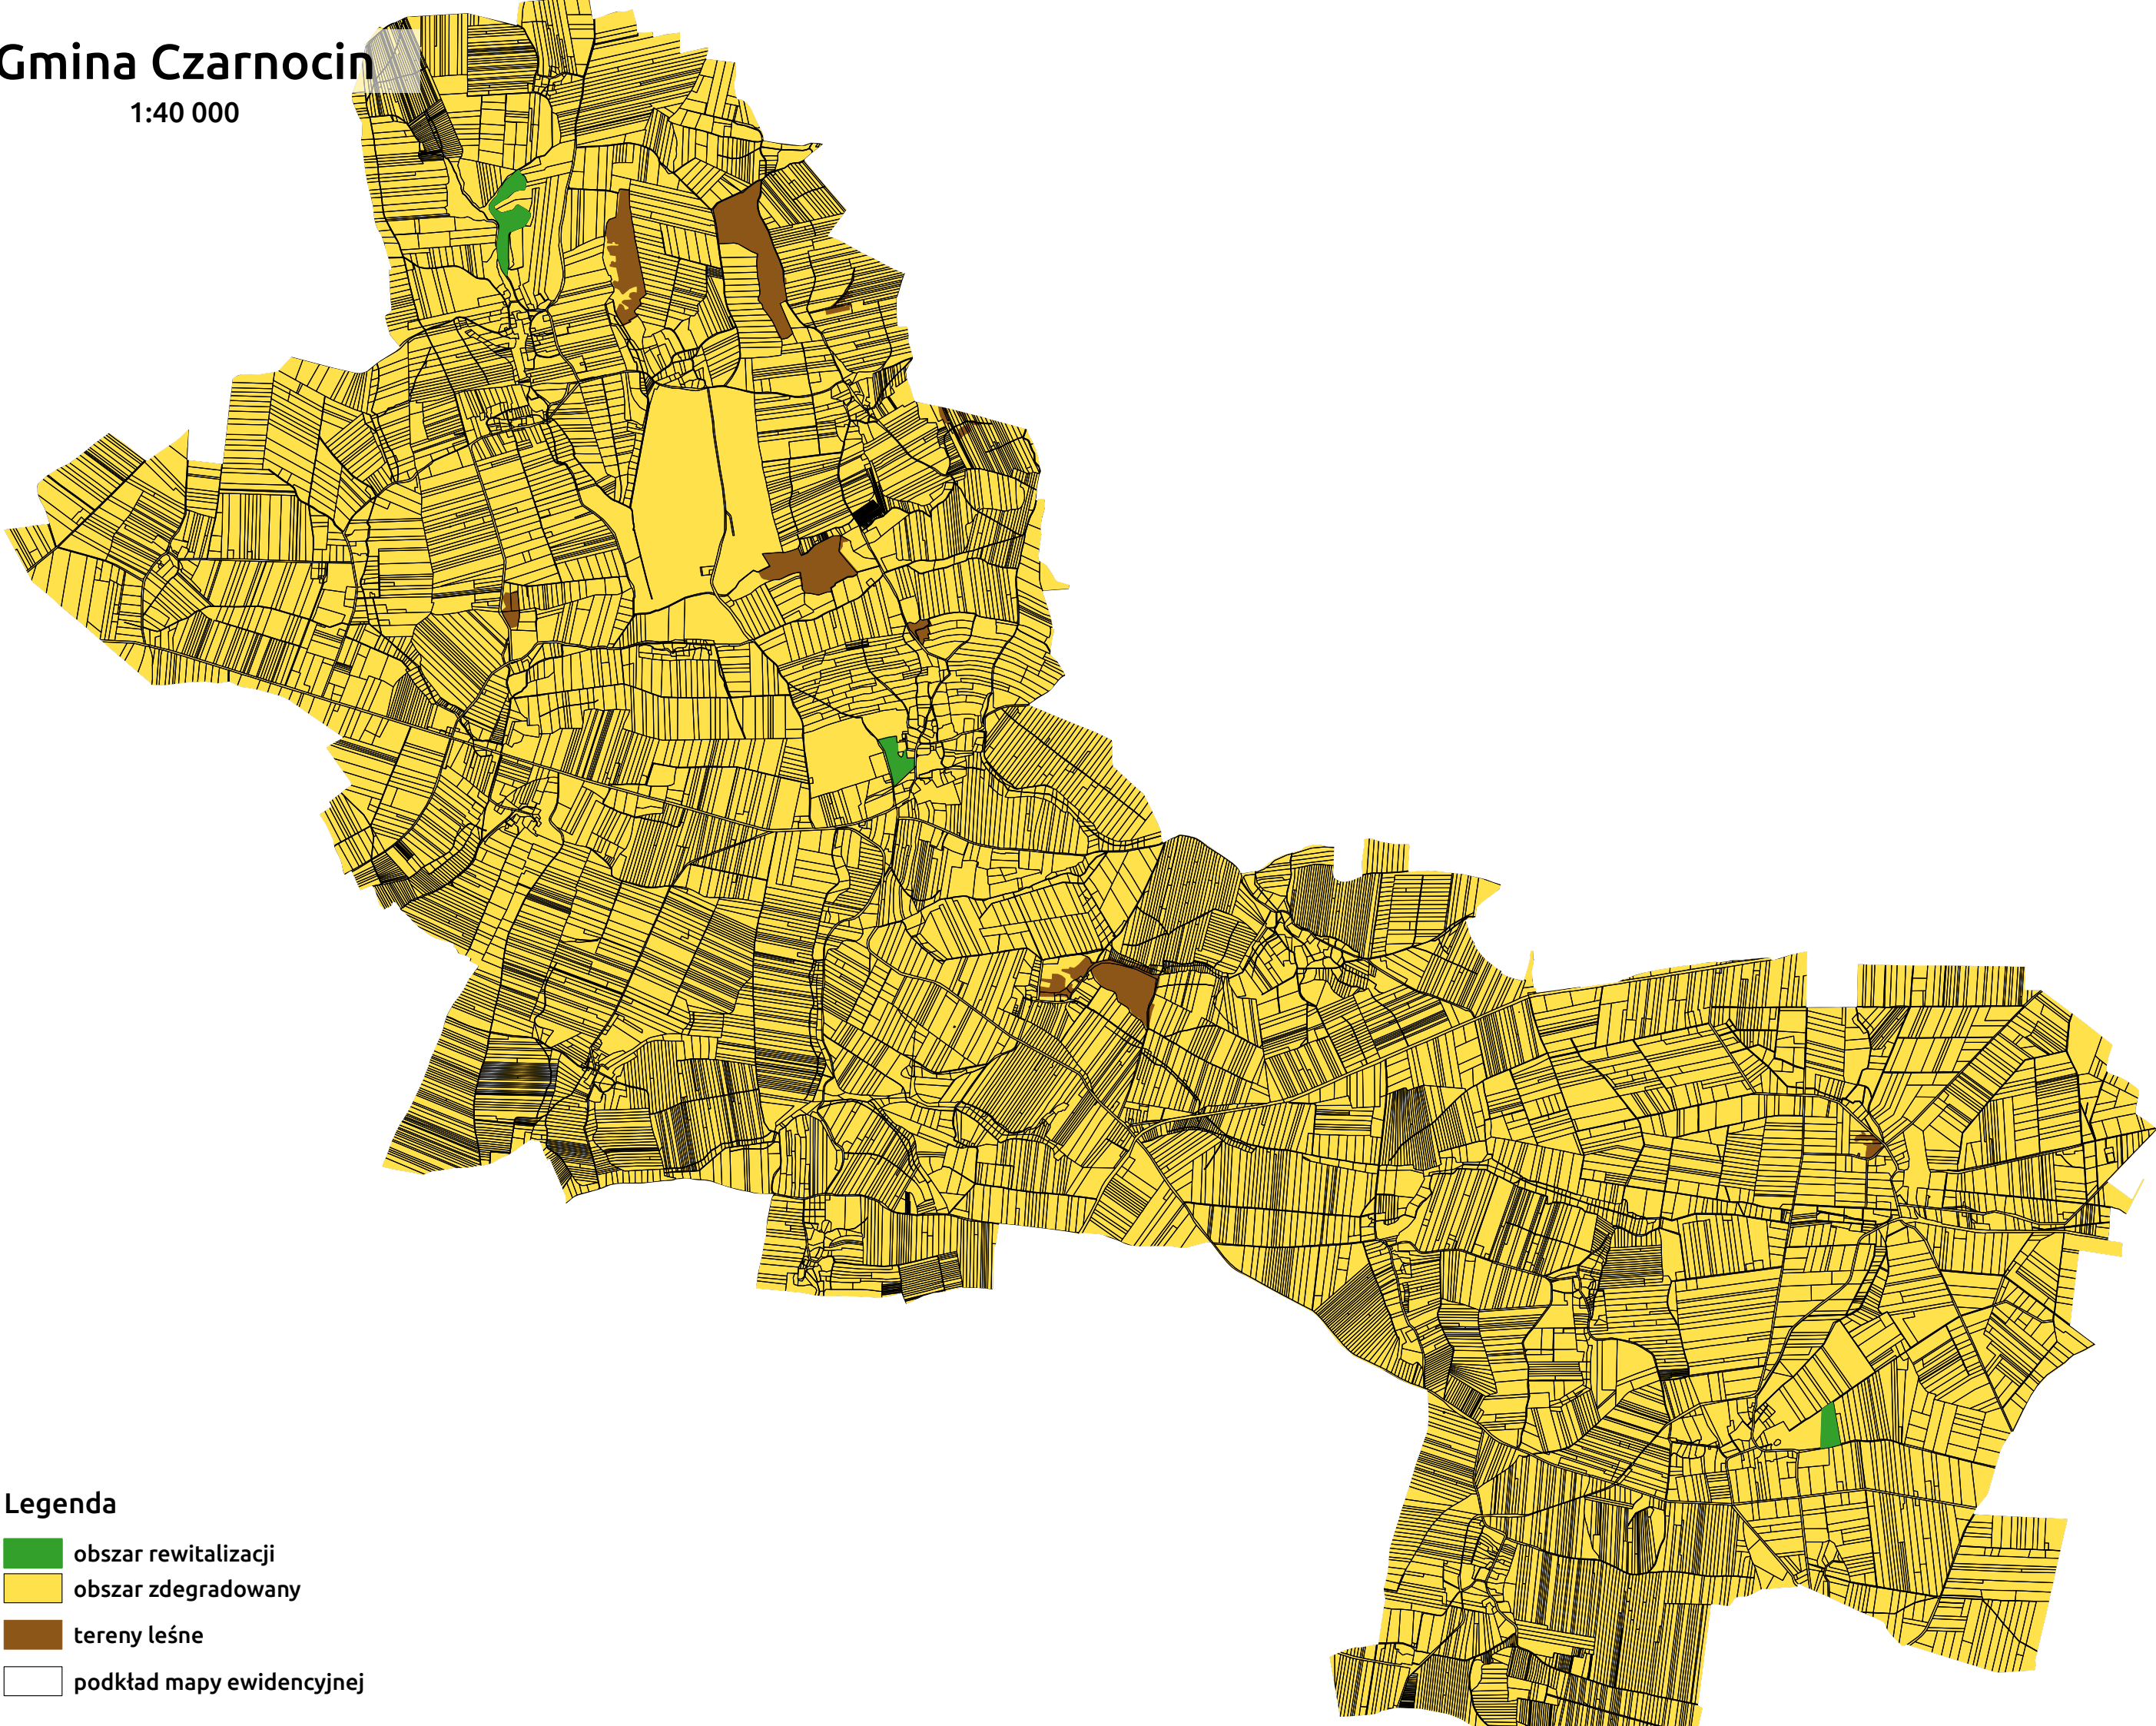 Gmina Czarnocin
1:40 000
Legenda
obszar rewitalizacji
obszar zdegradowany
tereny leśne
podkład mapy ewidencyjnej